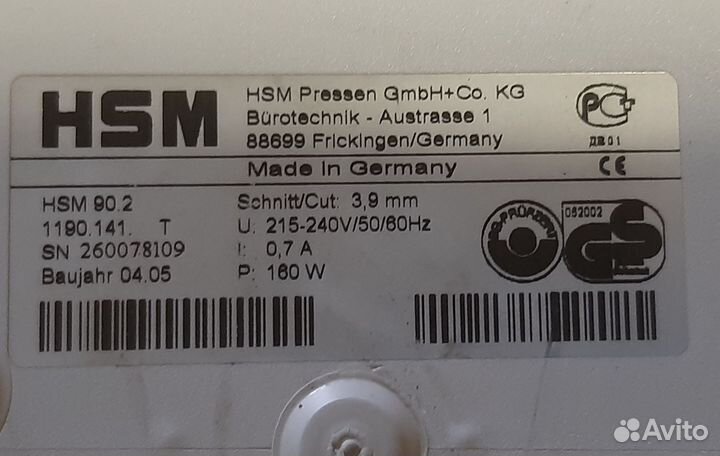 HSM
HSM Pressen GmbH+Co. KG
Bürotechnik - Austrasse 1
88699 Frickingen/Germany
РСТ
ДВ01
Made in Germany
CE
HSM 90.2
1190.141. T
SN 260078109
Baujahr 04.05
Schnitt/Cut: 3,9 mm
U: 215-240V/50/60Hz
I: 0,7 A
P: 160 W
082002
GS
Avito